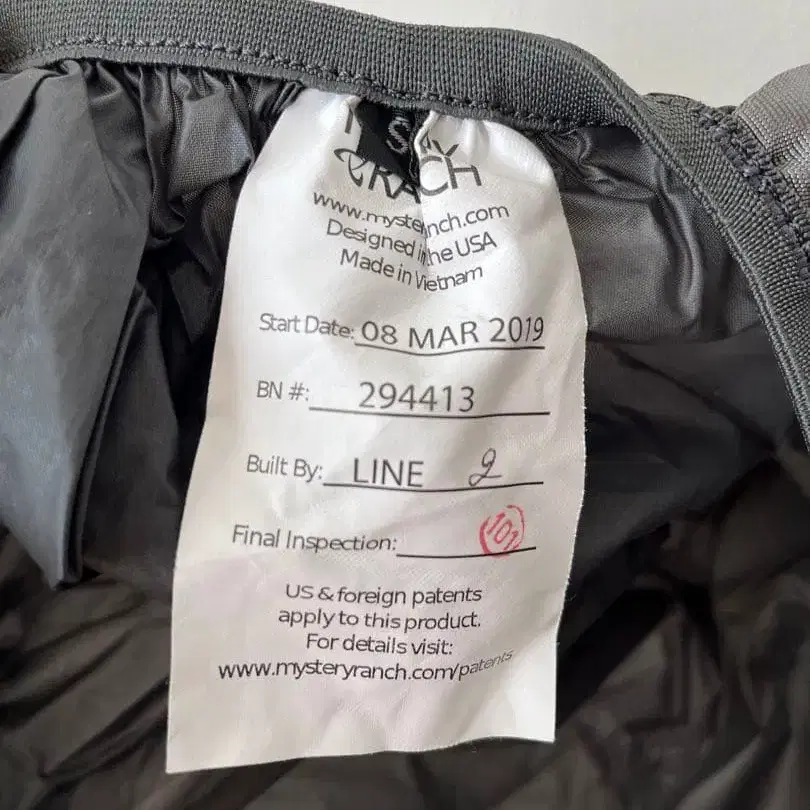 RANCH
www.mysteryranch.com
Designed in the USA
Made in Vietnam
Start Date: 08 MAR 2019
BN #: 294413
Built By: LINE 2
Final Inspection: 101
US & foreign patents
apply to this product.
For details visit:
www.mysteryranch.com/patents